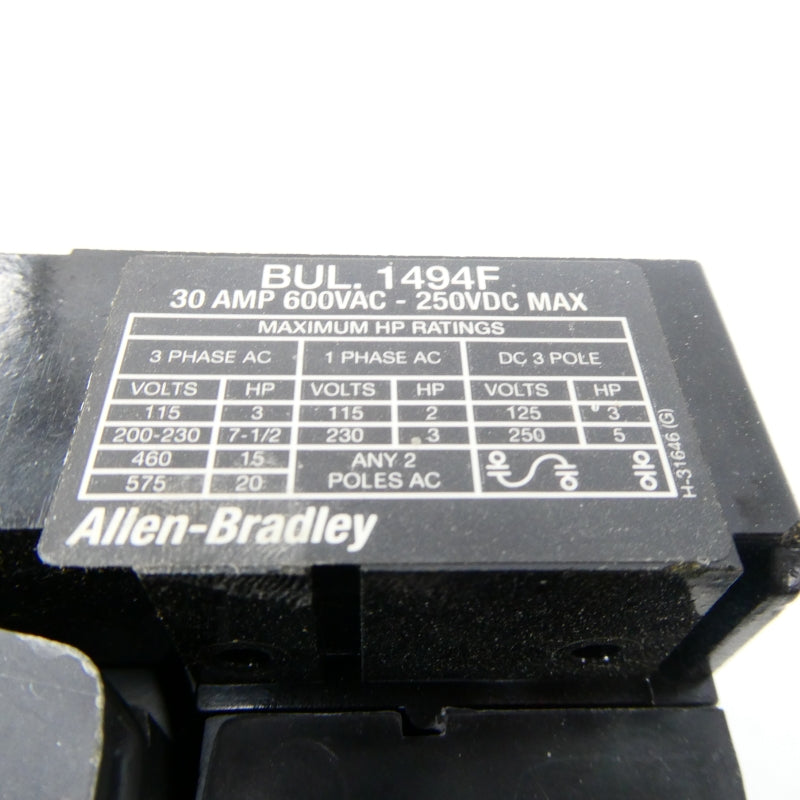 BUL. 1494F
30 AMP 600VAC - 250VDC MAX
MAXIMUM HP RATINGS
3 PHASE AC 1 PHASE AC DC 3 POLE
VOLTS HP VOLTS HP VOLTS HP
115 3 115 2 125 3
200-230 7-1/2 230 3 250 5
460 15 ANY 2
575 20 POLES AC
H-31646 (G)
Allen-Bradley